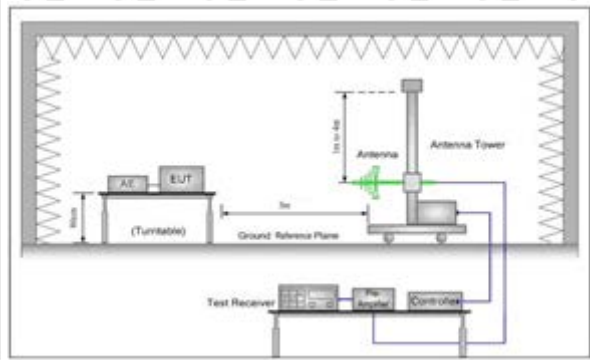 1m to 4m
Antenna
Antenna Tower
AE
EUT
80cm
3m
(Turntable)
Ground Reference Plane
Test Receiver
Pre-
Amplifier
Controller